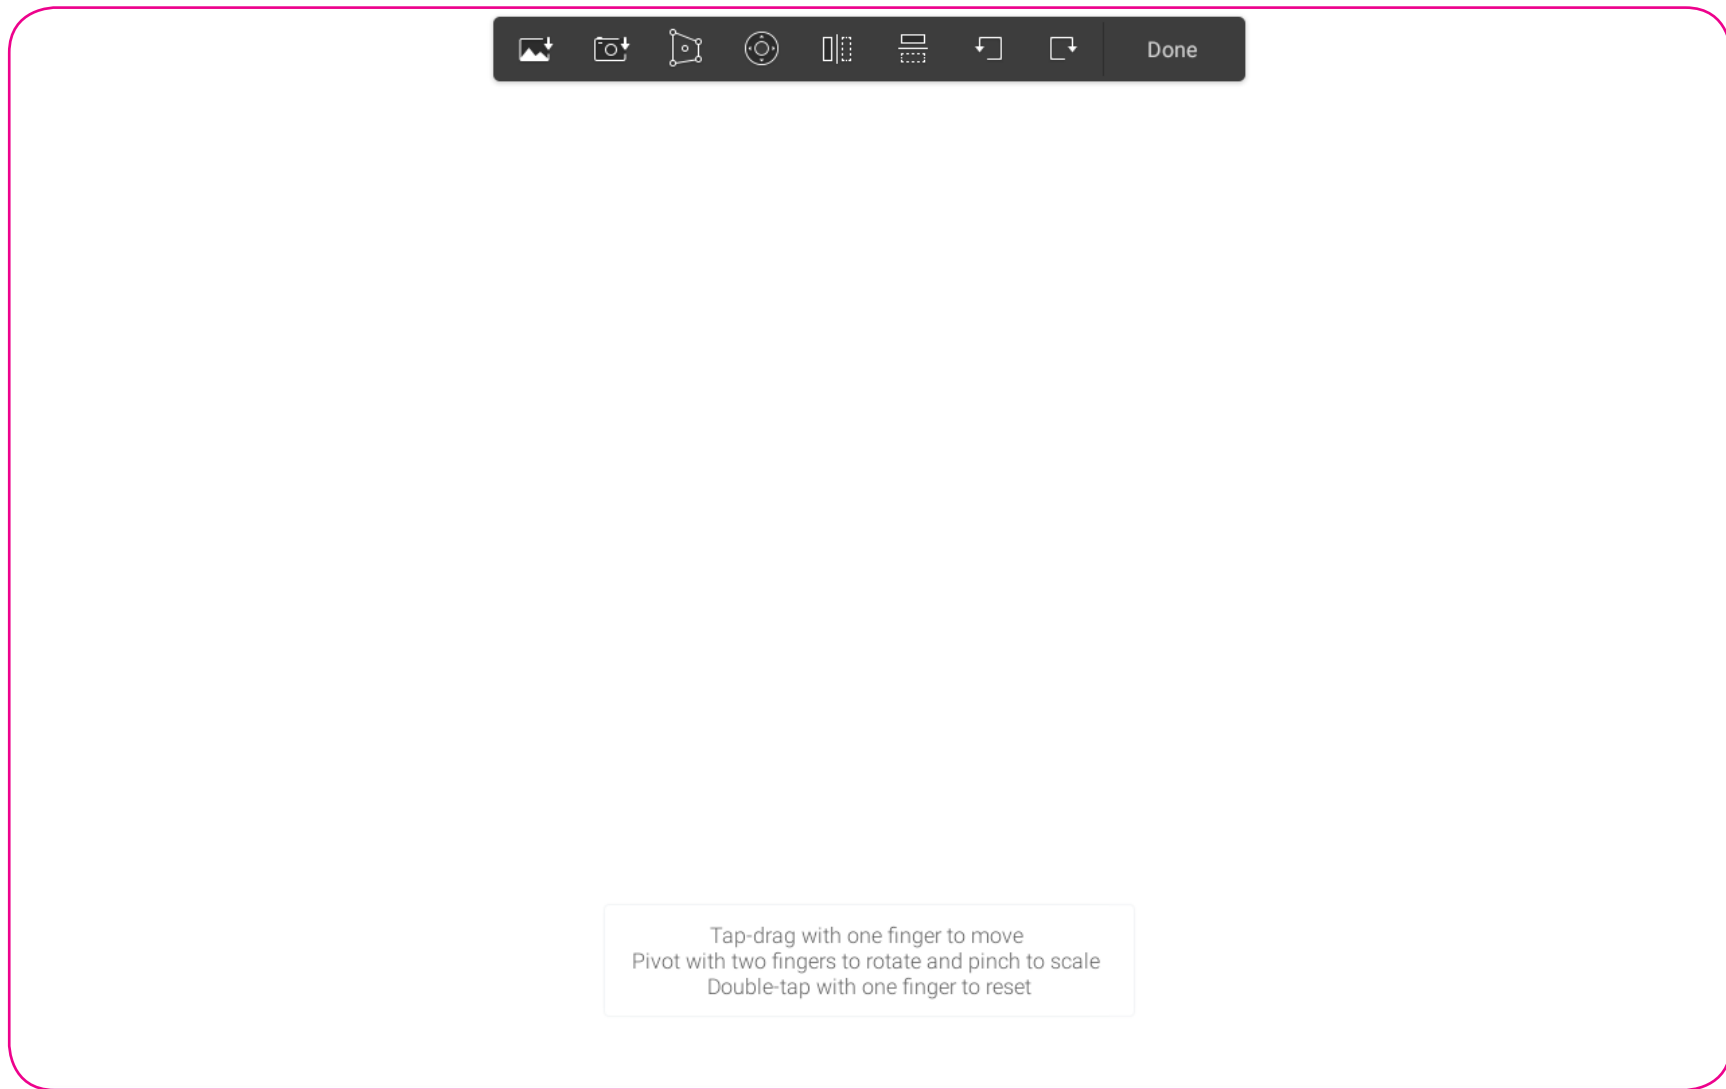 Done
Tap-drag with one finger to move
Pivot with two fingers to rotate and pinch to scale
Double-tap with one finger to reset